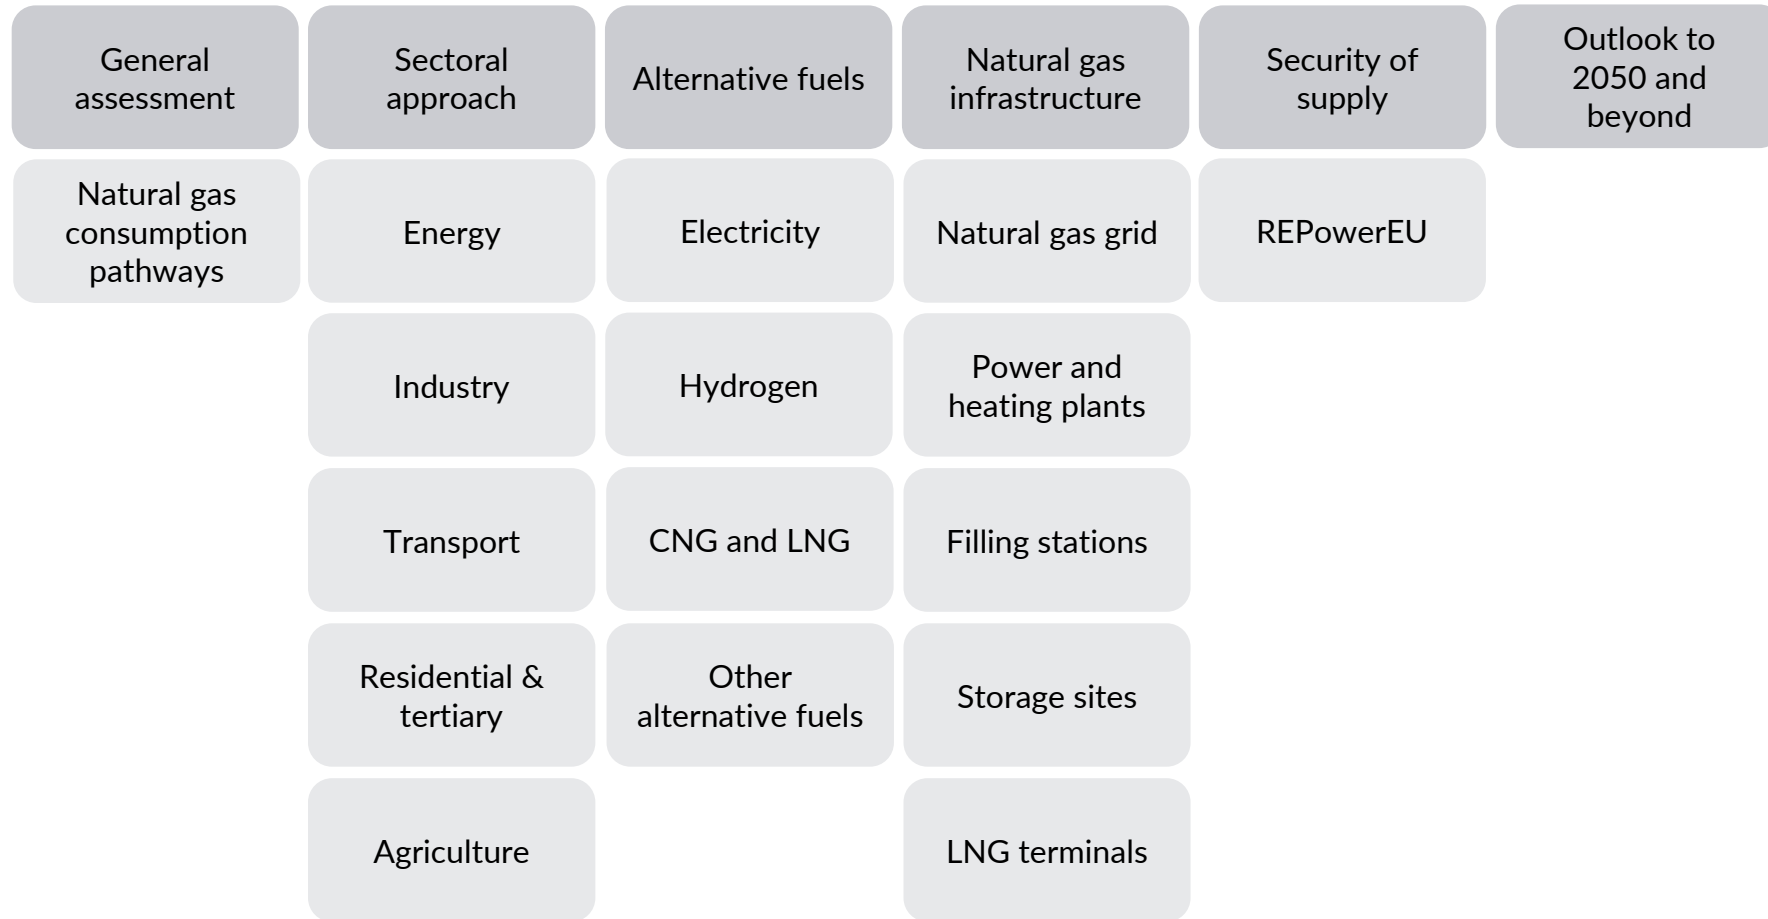 General
assessment
Sectoral
approach
Alternative fuels
Natural gas
infrastructure
Security of
supply
Outlook to
2050 and
beyond
Natural gas
consumption
pathways
Energy
Electricity
Natural gas grid
REPowerEU
Industry
Hydrogen
Power and
heating plants
Transport
CNG and LNG
Filling stations
Residential &
tertiary
Other
alternative fuels
Storage sites
Agriculture
LNG terminals